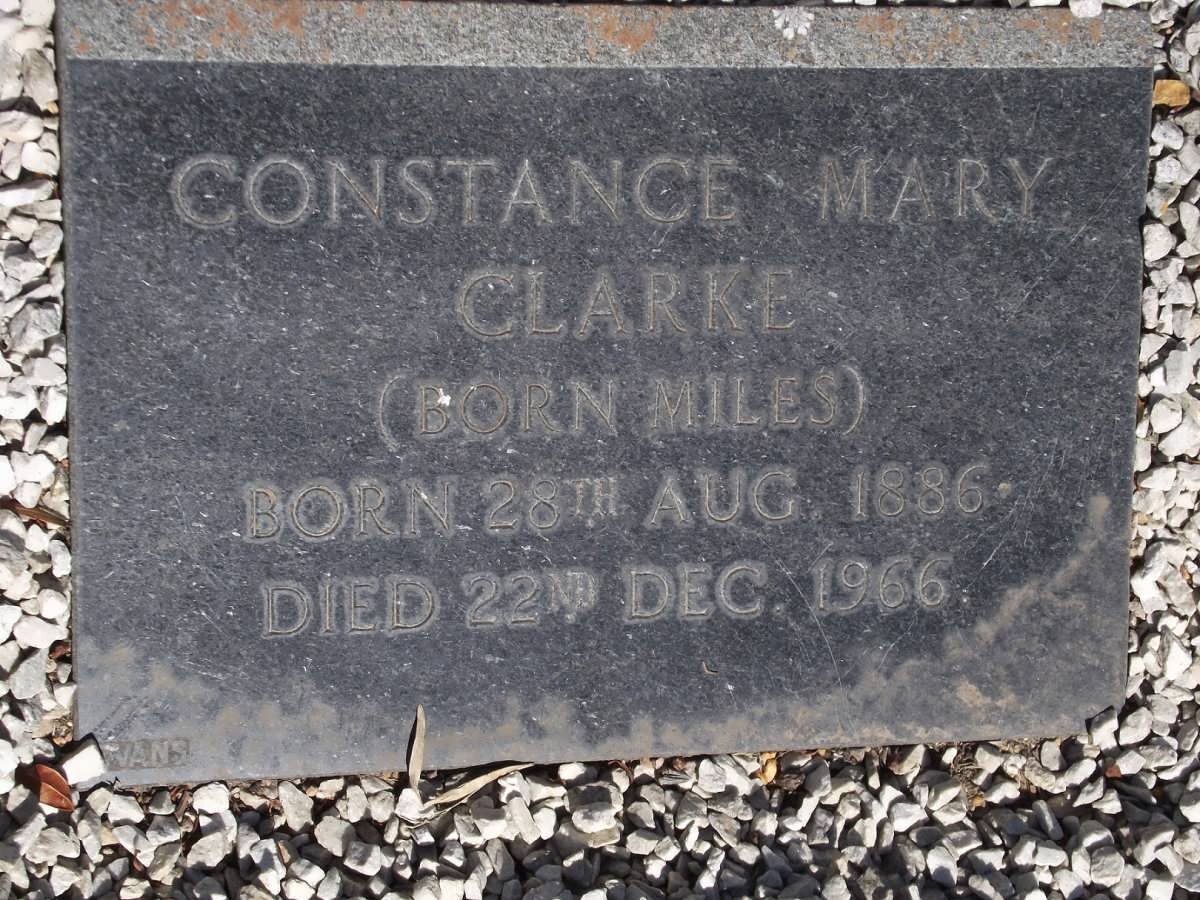 CONSTANCE MARY
CLARKE
(BORN MILES)
BORN 28TH AUG. 1886.
DIED 22ND DEC. 1966.